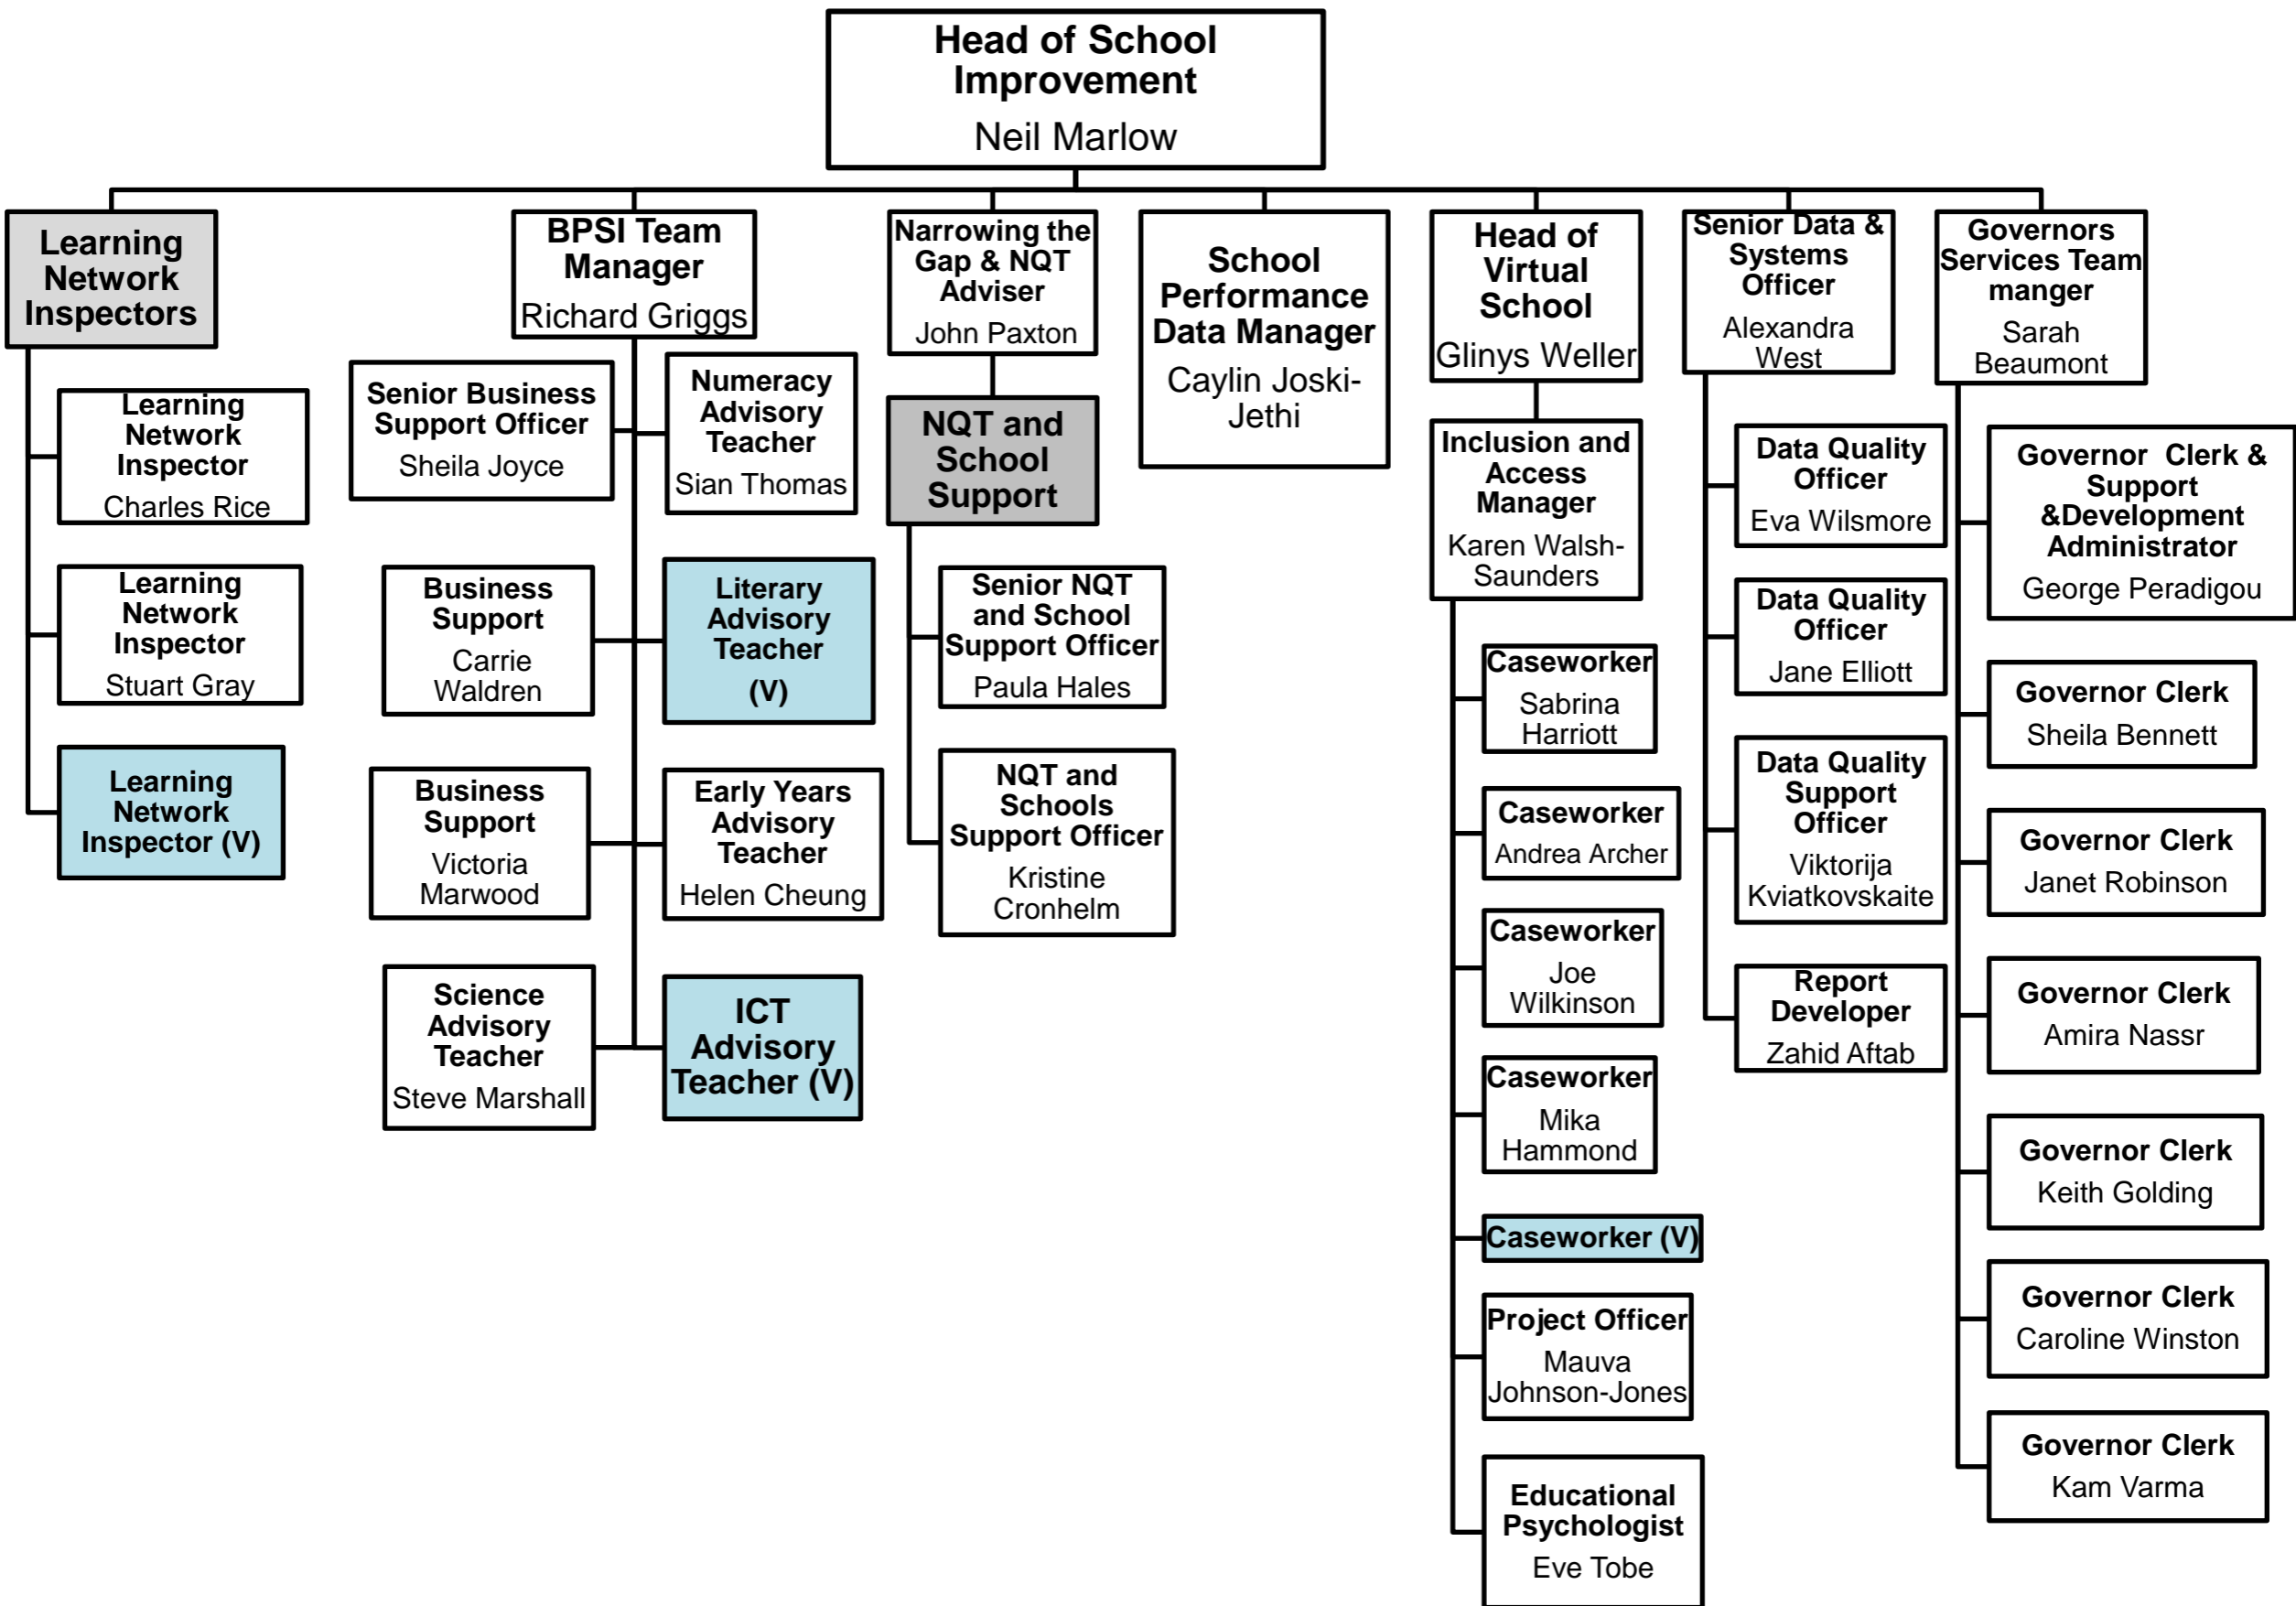 Head of School
Improvement
Neil Marlow
Learning
Network
Inspectors
Learning
Network
Inspector
Charles Rice
Learning
Network
Inspector
Stuart Gray
Learning
Network
Inspector (V)
BPSI Team
Manager
Richard Griggs
Senior Business
Support Officer
Sheila Joyce
Numeracy
Advisory
Teacher
Sian Thomas
Business
Support
Carrie
Waldren
Literary
Advisory
Teacher
(V)
Business
Support
Victoria
Marwood
Early Years
Advisory
Teacher
Helen Cheung
Science
Advisory
Teacher
Steve Marshall
ICT
Advisory
Teacher (V)
Narrowing the
Gap & NQT
Adviser
John Paxton
NQT and
School
Support
Senior NQT
and School
Support Officer
Paula Hales
NQT and
Schools
Support Officer
Kristine
Cronhelm
School
Performance
Data Manager
Caylin Joski-
Jethi
Head of
Virtual
School
Glinys Weller
Inclusion and
Access
Manager
Karen Walsh-
Saunders
Caseworker
Sabrina
Harriott
Caseworker
Andrea Archer
Caseworker
Joe
Wilkinson
Caseworker
Mika
Hammond
Caseworker (V)
Project Officer
Mauva
Johnson-Jones
Educational
Psychologist
Eve Tobe
Senior Data &
Systems
Officer
Alexandra
West
Data Quality
Officer
Eva Wilsmore
Data Quality
Officer
Jane Elliott
Data Quality
Support
Officer
Viktorija
Kviatkovskaite
Report
Developer
Zahid Aftab
Governors
Services Team
manger
Sarah
Beaumont
Governor  Clerk &
Support
&Development
Administrator
George Peradigou
Governor Clerk
Sheila Bennett
Governor Clerk
Janet Robinson
Governor Clerk
Amira Nassr
Governor Clerk
Keith Golding
Governor Clerk
Caroline Winston
Governor Clerk
Kam Varma